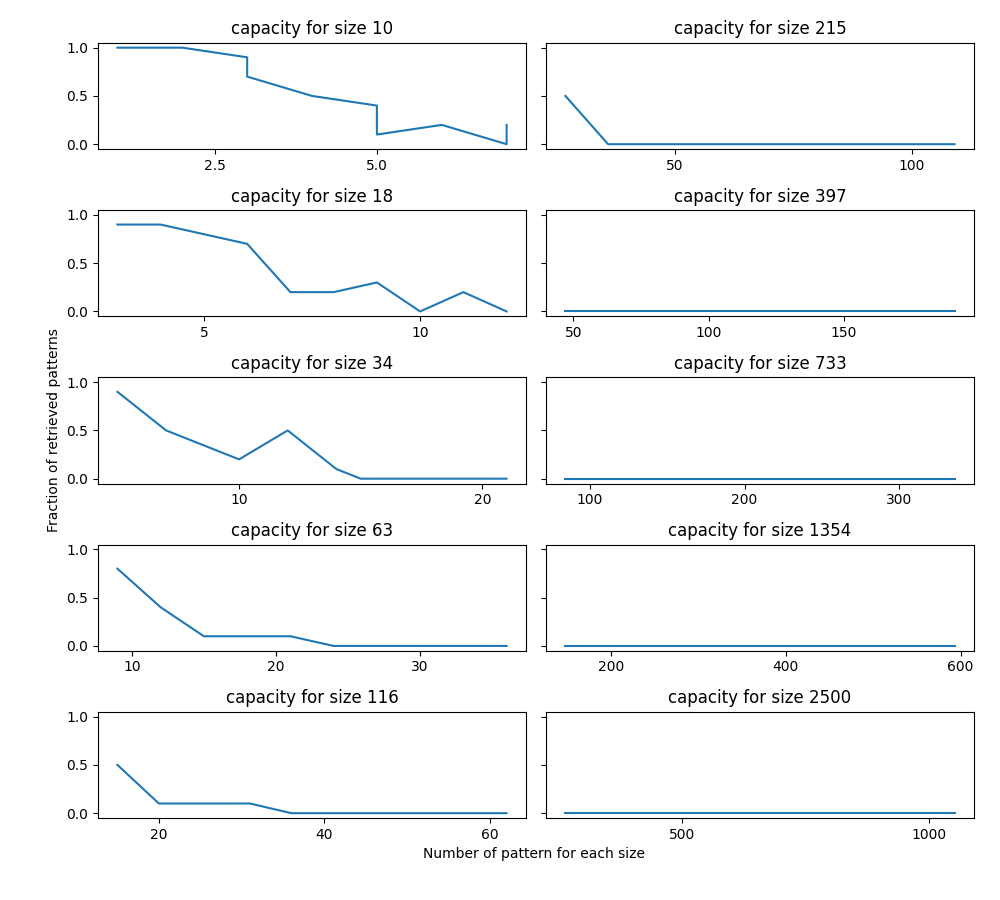 capacity for size 10
1.0
0.5
0.0
2.5 5.0
capacity for size 215
50 100
capacity for size 18
1.0
0.5
0.0
5 10
capacity for size 397
50 100 150
capacity for size 34
1.0
0.5
0.0
10 20
capacity for size 733
100 200 300
capacity for size 63
1.0
0.5
0.0
10 20 30
capacity for size 1354
200 400 600
capacity for size 116
1.0
0.5
0.0
20 40 60
capacity for size 2500
500 1000
Fraction of retrieved patterns
Number of pattern for each size